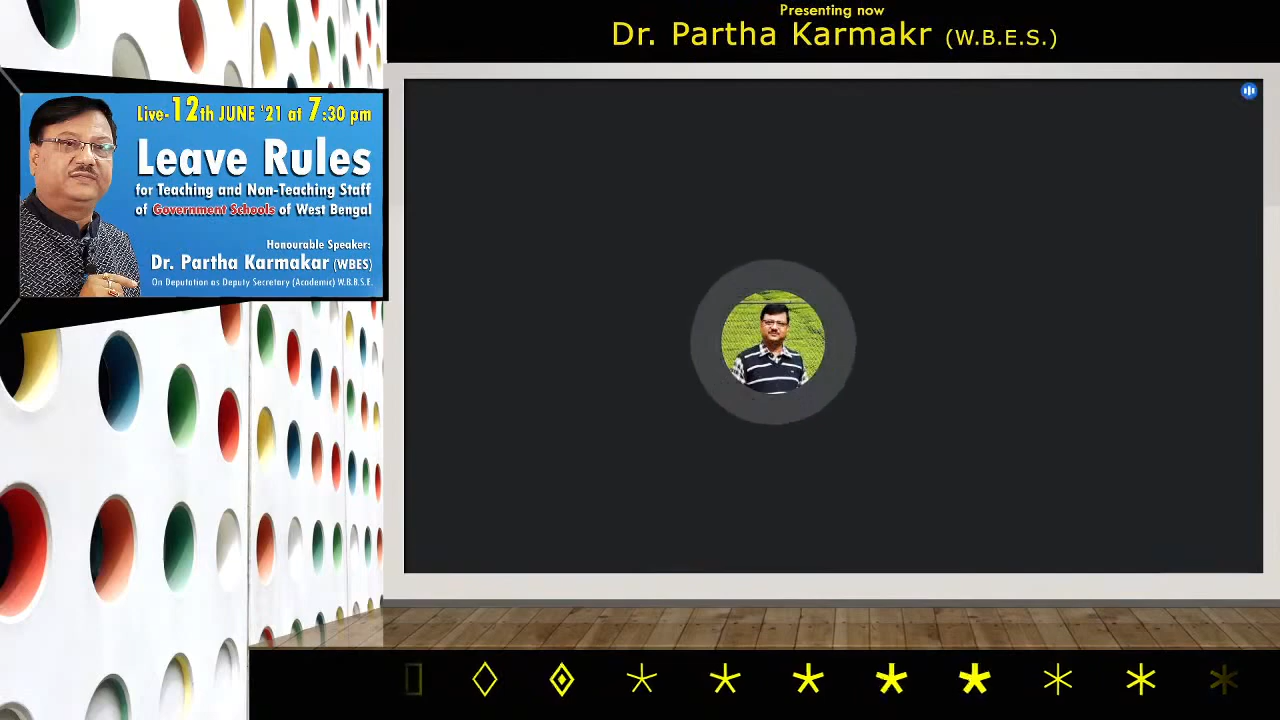 Presenting now
Dr. Partha Karmakr (W.B.E.S.)
Live-12th JUNE '21 at 7:30 pm
Leave Rules
for Teaching and Non-Teaching Staff
of Government Schools of West Bengal
Honourable Speaker:
Dr. Partha Karmakar (WBES)
On Deputation as Deputy Secretary (Academic) W.B.B.S.E.